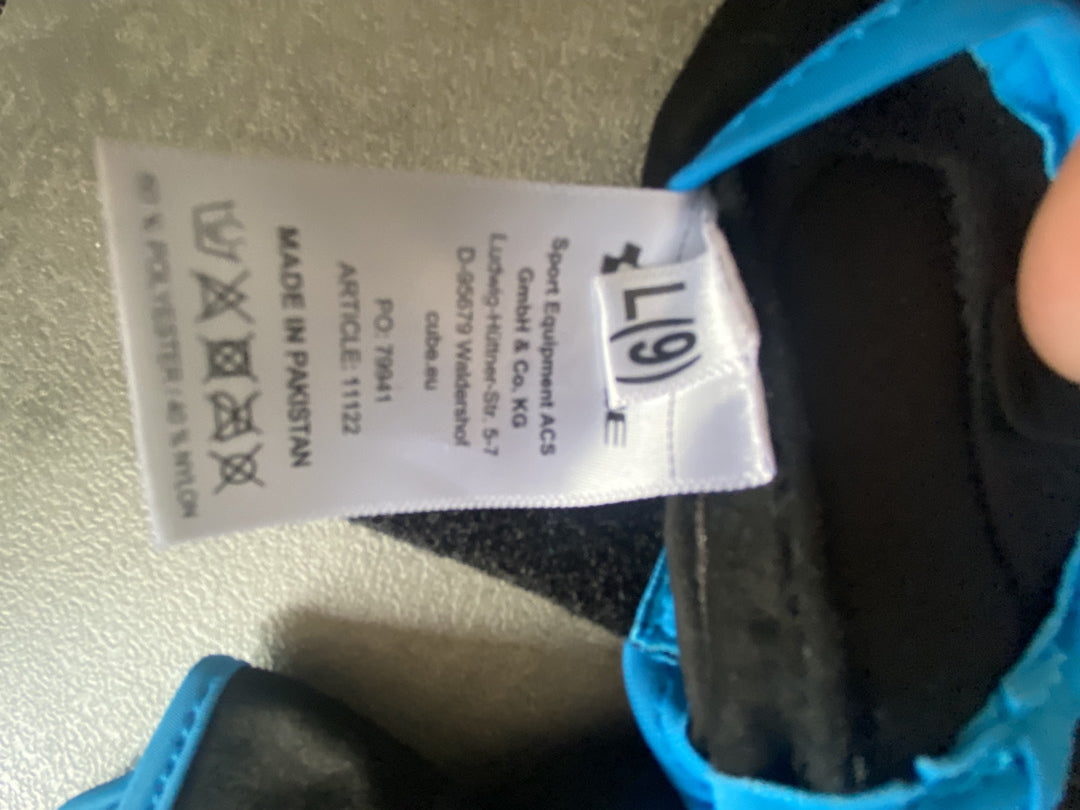 L(9)
E
Sport Equipment ACS
GmbH & Co. KG
Ludwig-Hüttner-Str. 5-7
D-95679 Waldershof
cube.eu
PO: 79941
ARTICLE: 11122
MADE IN PAKISTAN
60 % POLYESTER / 40 % NYLON